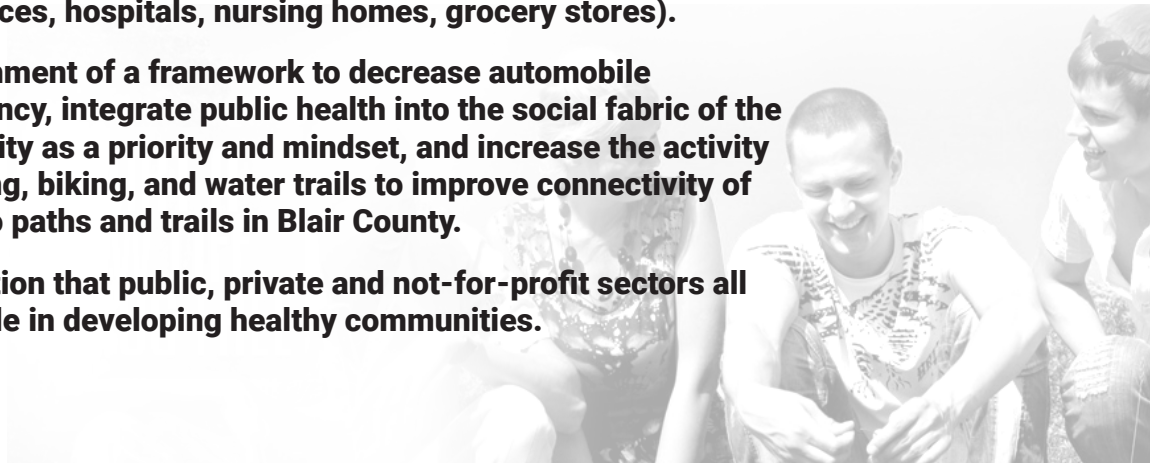 ces, hospitals, nursing homes, grocery stores).
nment of a framework to decrease automobile
ncy, integrate public health into the social fabric of the
ity as a priority and mindset, and increase the activity
ng, biking, and water trails to improve connectivity of
o paths and trails in Blair County.
tion that public, private and not-for-profit sectors all
le in developing healthy communities.